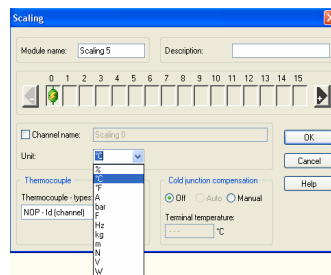 Scaling
Module name: Scaling 5 Description:
0 1 2 3 4 5 6 7 8 9 10 11 12 13 14 15
Channel name: Scaling 0 OK
Unit: °C Cancel
% Help
°C
°F
A
bar
F
Hz
kg
m
N
V
W
Thermocouple
Thermocouple - types
NOP - Id (channel)
Cold junction compensation
Off Auto Manual
Terminal temperature:
--- °C